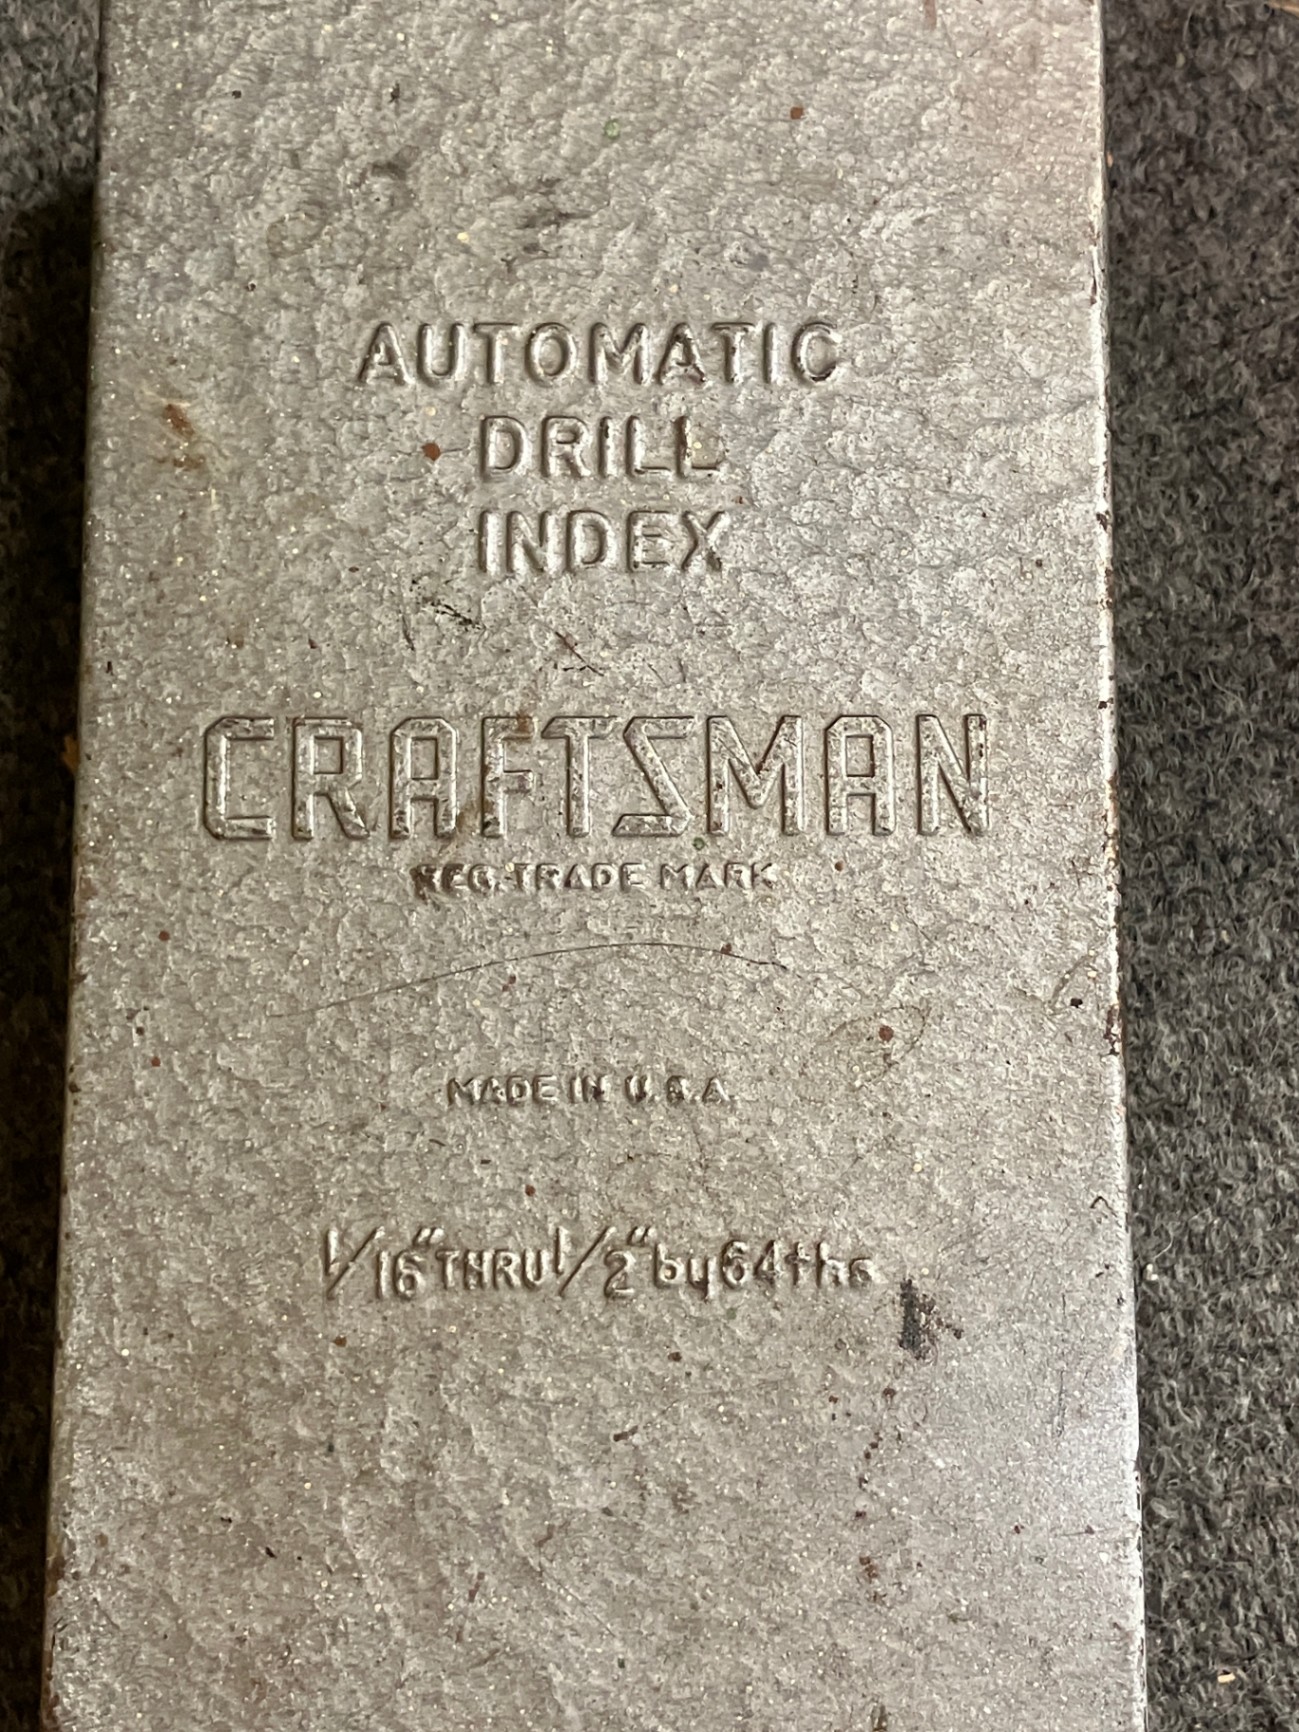 AUTOMATIC
DRILL
INDEX
CRAFTSMAN
REG. TRADE MARK
MADE IN U.S.A.
1/16" THRU 1/2" by 64ths